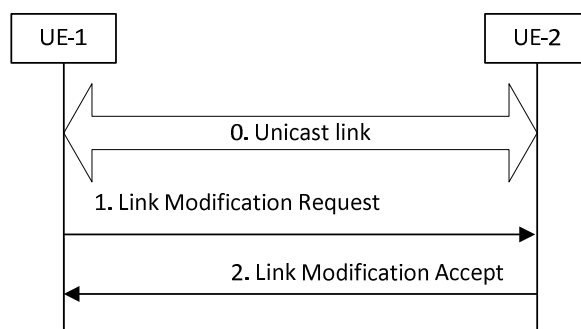 UE-1
UE-2
0. Unicast link
1. Link Modification Request
2. Link Modification Accept